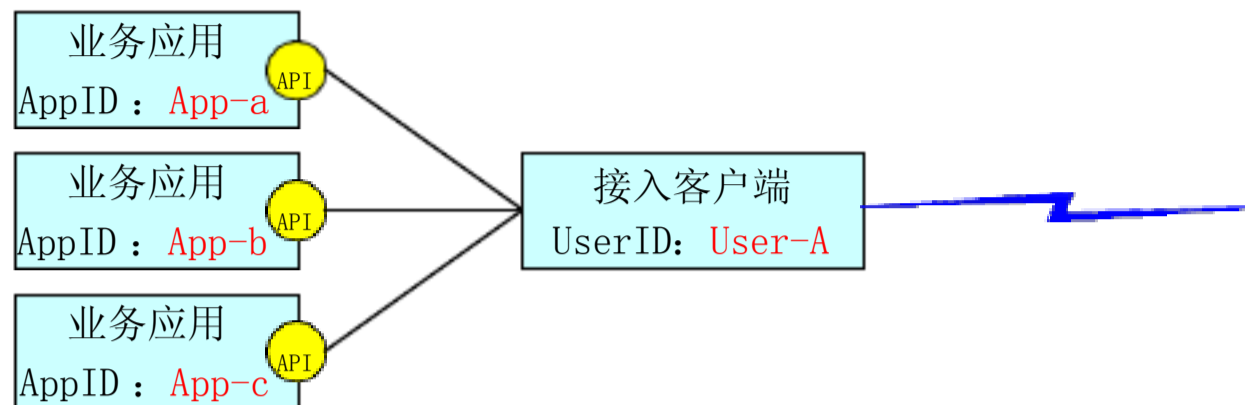 业务应用
AppID：App-a
API
业务应用
AppID：App-b
API
接入客户端
UserID：User-A
业务应用
AppID：App-c
API